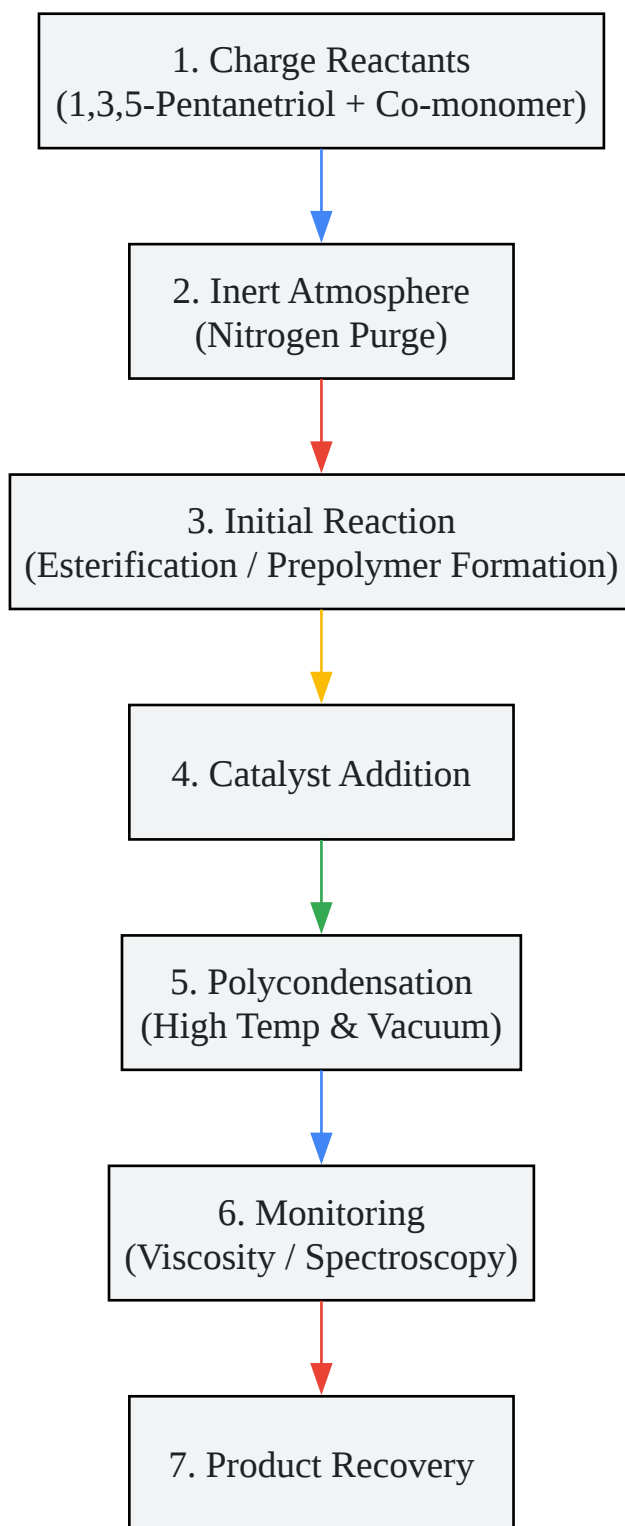 1. Charge Reactants
(1,3,5-Pentanetriol + Co-monomer)
2. Inert Atmosphere
(Nitrogen Purge)
3. Initial Reaction
(Esterification / Prepolymer Formation)
4. Catalyst Addition
5. Polycondensation
(High Temp & Vacuum)
6. Monitoring
(Viscosity / Spectroscopy)
7. Product Recovery